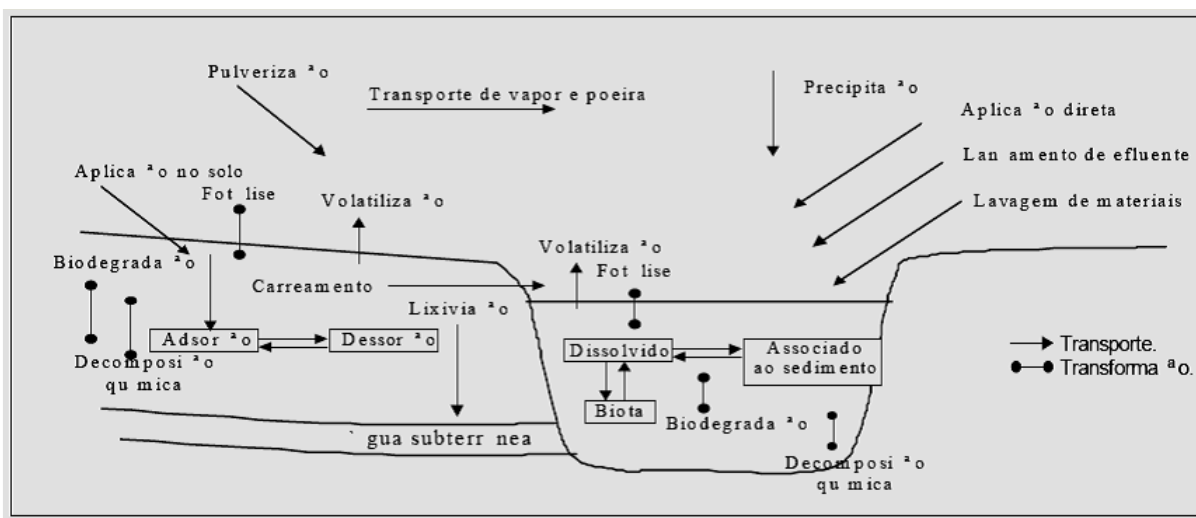 Pulveriza ªo
Transporte de vapor e poeira
Precipita ªo
Aplica ªo direta
Lan amento de efluente
Lavagem de materiais
Aplica ªo no solo
Fot lise
Volatiliza ªo
Biodegrada ªo
Carreamento
Lixivia ªo
Adsor ªo
Dessor ªo
Decomposi ªo
qu mica
Volatiliza ªo
Fot lise
Dissolvido
Associado
ao sedimento
Biota
Biodegrada ªo
Decomposi ªo
qu mica
` gua subterr nea
Transporte.
Transforma ªo.